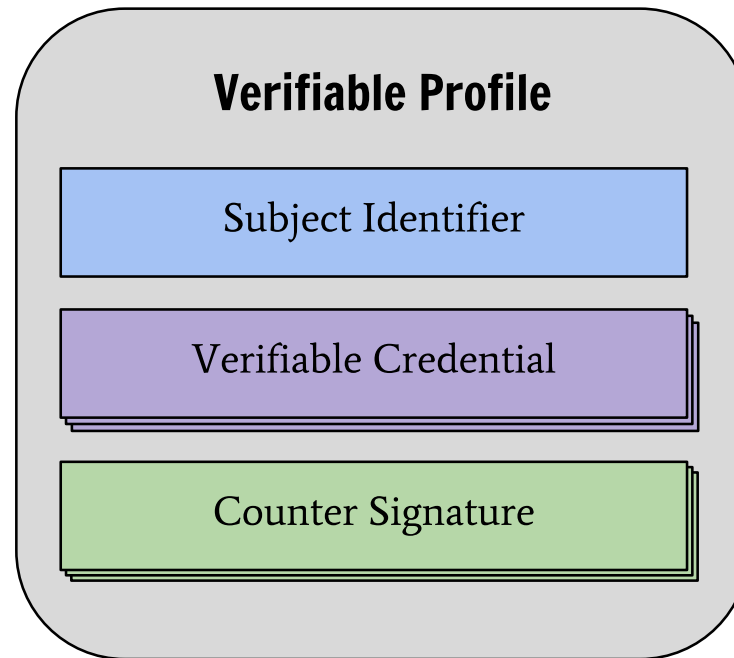 Verifiable Profile
Subject Identifier
Verifiable Credential
Counter Signature